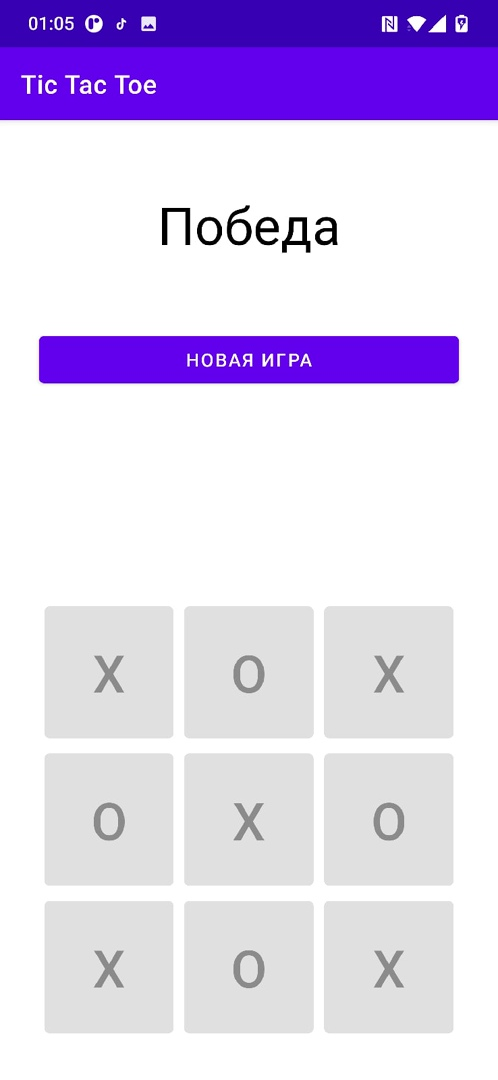 01:05
Tic Tac Toe
Победа
НОВАЯ ИГРА
X O X
O X O
X O X